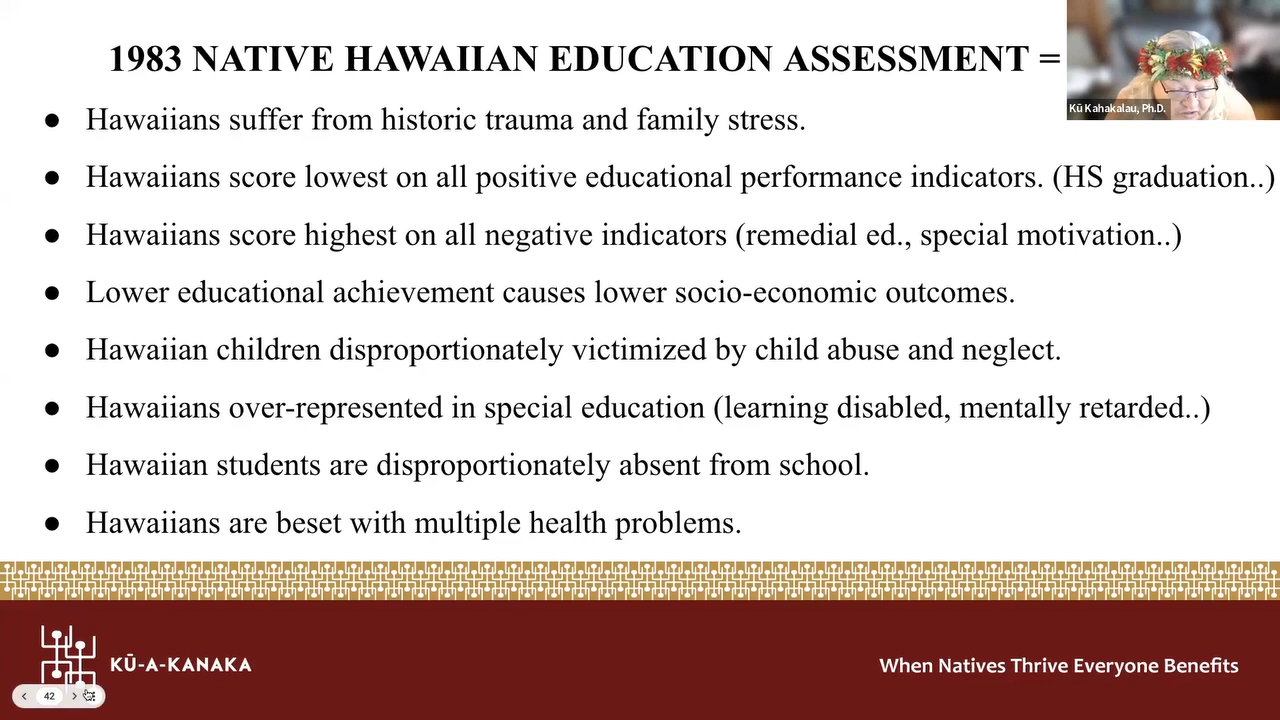 1983 NATIVE HAWAIIAN EDUCATION ASSESSMENT =
Kū Kahakalau, Ph.D.
● Hawaiians suffer from historic trauma and family stress.
● Hawaiians score lowest on all positive educational performance indicators. (HS graduation..)
● Hawaiians score highest on all negative indicators (remedial ed., special motivation..)
● Lower educational achievement causes lower socio-economic outcomes.
● Hawaiian children disproportionately victimized by child abuse and neglect.
● Hawaiians over-represented in special education (learning disabled, mentally retarded..)
● Hawaiian students are disproportionately absent from school.
● Hawaiians are beset with multiple health problems.
KŪ-A-KANAKA
When Natives Thrive Everyone Benefits
42